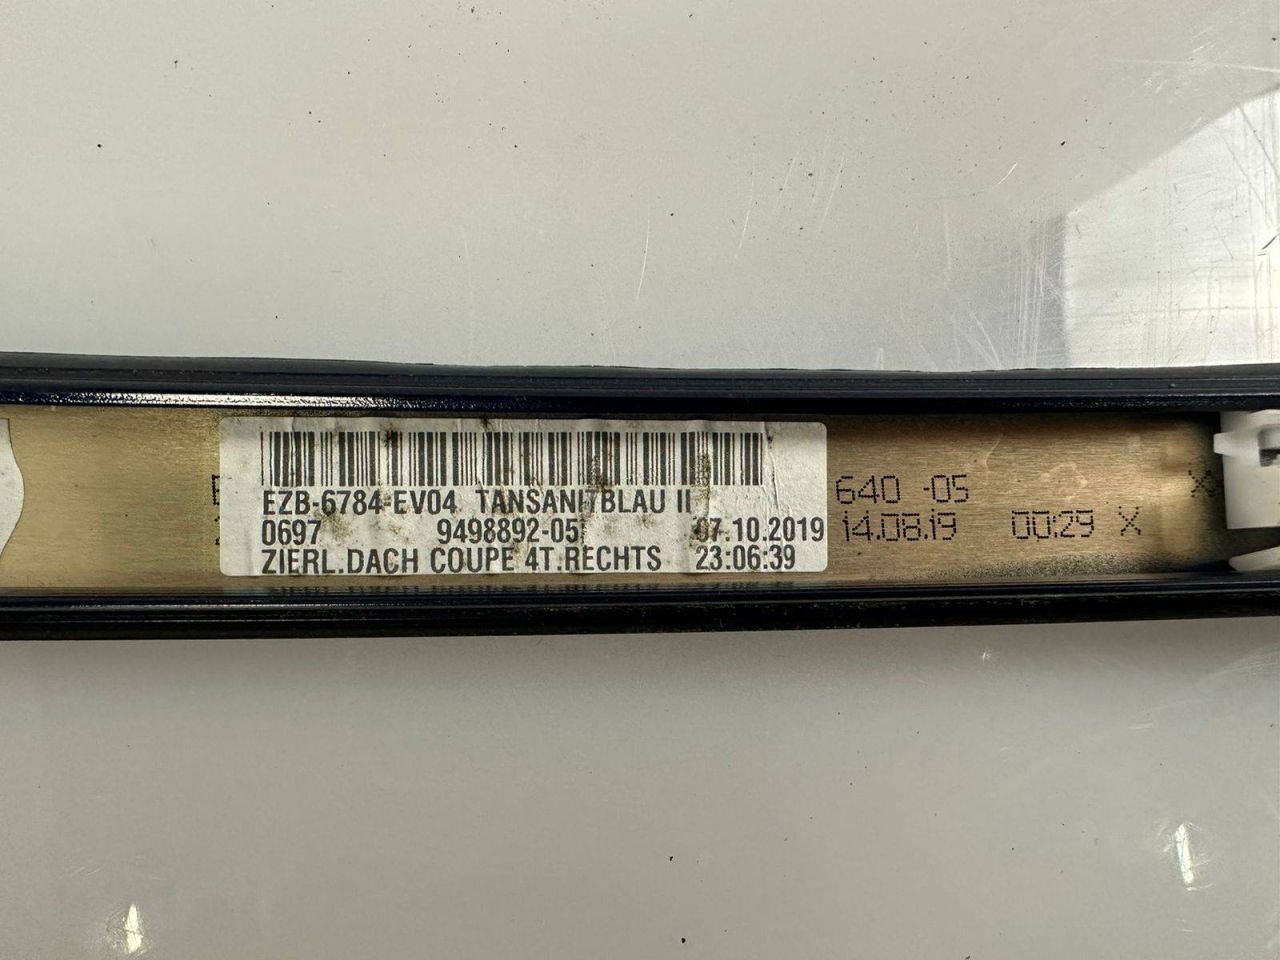 EZB-6784-EV04 TANSANITBLAU II
0697 9498892-05 07.10.2019
ZIERL.DACH COUPE 4T.RECHTS 23:06:39
640 -05
14.08.19 00:29 X